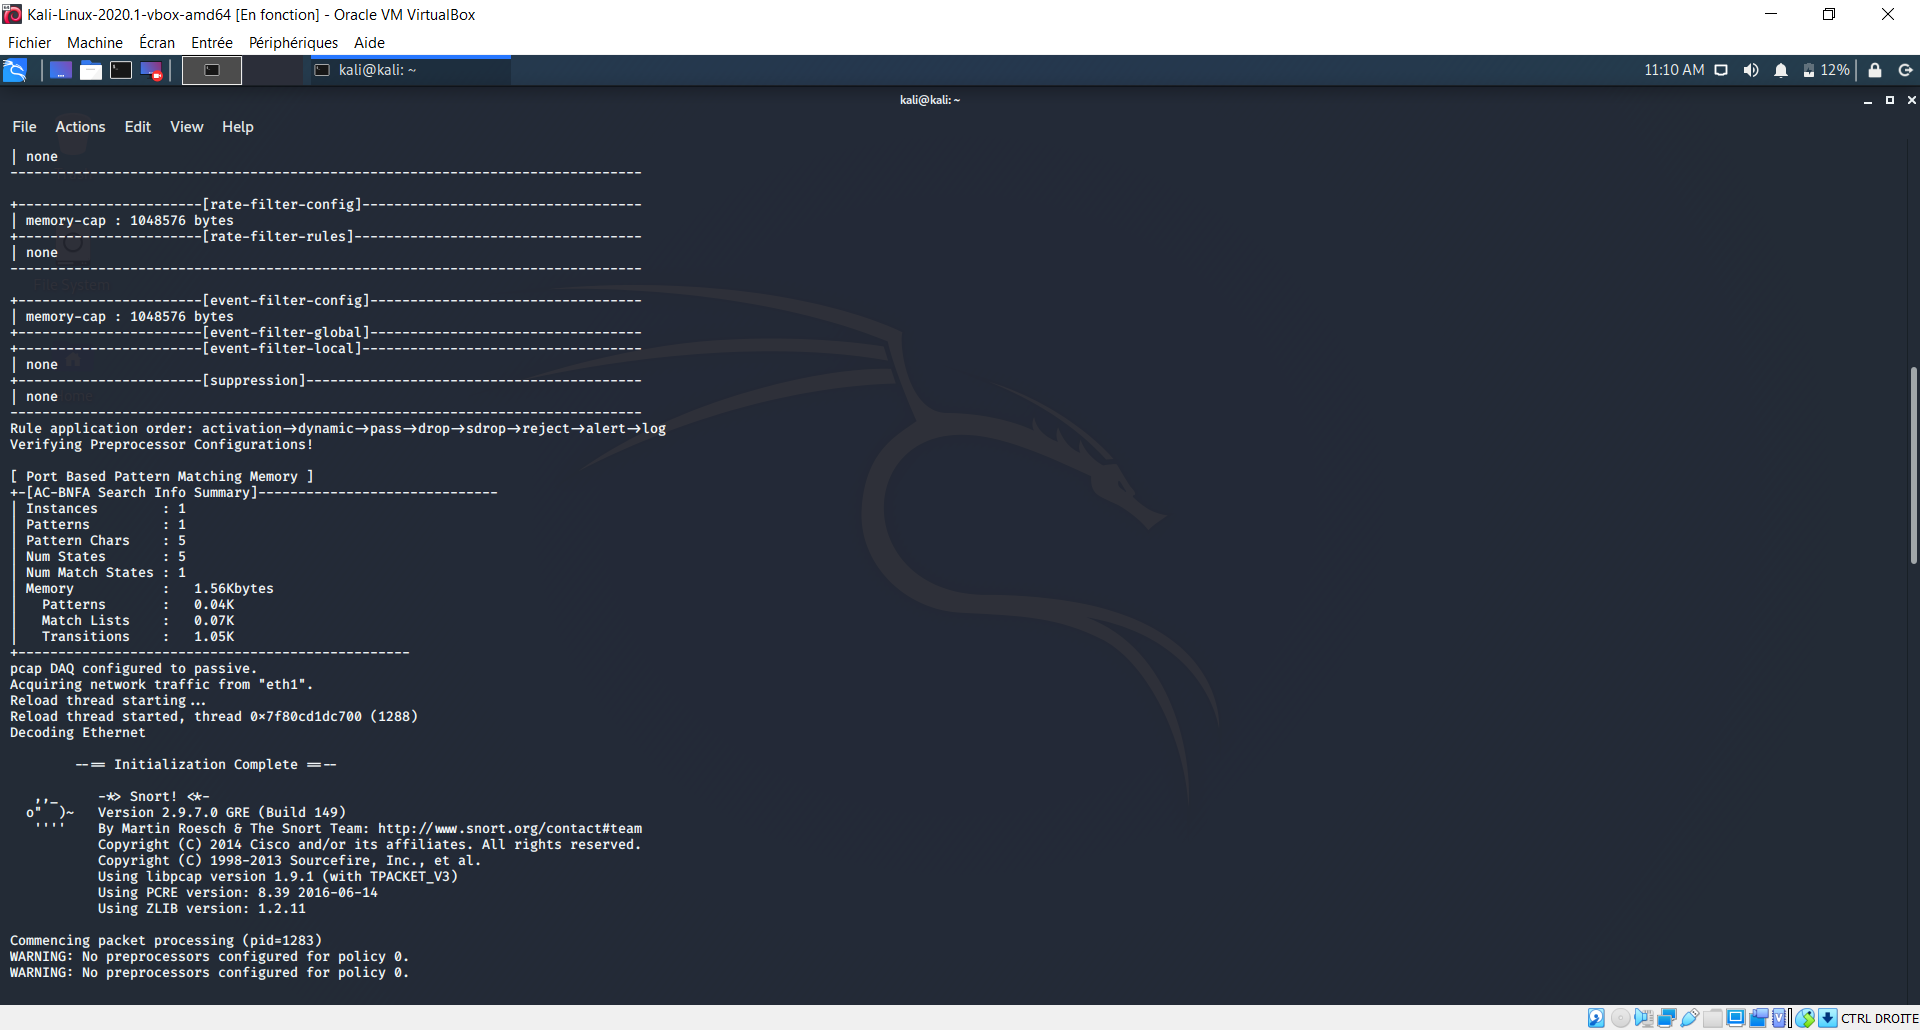 Kali-Linux-2020.1-vbox-amd64 [En fonction] - Oracle VM VirtualBox
Fichier Machine Écran Entrée Périphériques Aide
kali@kali: ~ 11:10 AM 12%
kali@kali: ~
File Actions Edit View Help
| none
-------------------------------------------------------------------------------
+-----------------------[rate-filter-config]-----------------------------------
| memory-cap : 1048576 bytes
+-----------------------[rate-filter-rules]------------------------------------
| none
-------------------------------------------------------------------------------
+-----------------------[event-filter-config]----------------------------------
| memory-cap : 1048576 bytes
+-----------------------[event-filter-global]----------------------------------
+-----------------------[event-filter-local]-----------------------------------
| none
+-----------------------[suppression]------------------------------------------
| none
-------------------------------------------------------------------------------
Rule application order: activation->dynamic->pass->drop->sdrop->reject->alert->log
Verifying Preprocessor Configurations!
[ Port Based Pattern Matching Memory ]
+-[AC-BNFA Search Info Summary]------------------------------
| Instances        : 1
| Patterns         : 1
| Pattern Chars    : 5
| Num States       : 5
| Num Match States : 1
| Memory           :   1.56Kbytes
|   Patterns       :   0.04K
|   Match Lists    :   0.07K
|   Transitions    :   1.05K
+-------------------------------------------------
pcap DAQ configured to passive.
Acquiring network traffic from "eth1".
Reload thread starting...
Reload thread started, thread 0x7f80cd1dc700 (1288)
Decoding Ethernet
--== Initialization Complete ==--
,,_     -*> Snort! <*-
o"  )~   Version 2.9.7.0 GRE (Build 149)
''''    By Martin Roesch & The Snort Team: http://www.snort.org/contact#team
Copyright (C) 2014 Cisco and/or its affiliates. All rights reserved.
Copyright (C) 1998-2013 Sourcefire, Inc., et al.
Using libpcap version 1.9.1 (with TPACKET_V3)
Using PCRE version: 8.39 2016-06-14
Using ZLIB version: 1.2.11
Commencing packet processing (pid=1283)
WARNING: No preprocessors configured for policy 0.
WARNING: No preprocessors configured for policy 0.
CTRL DROITE